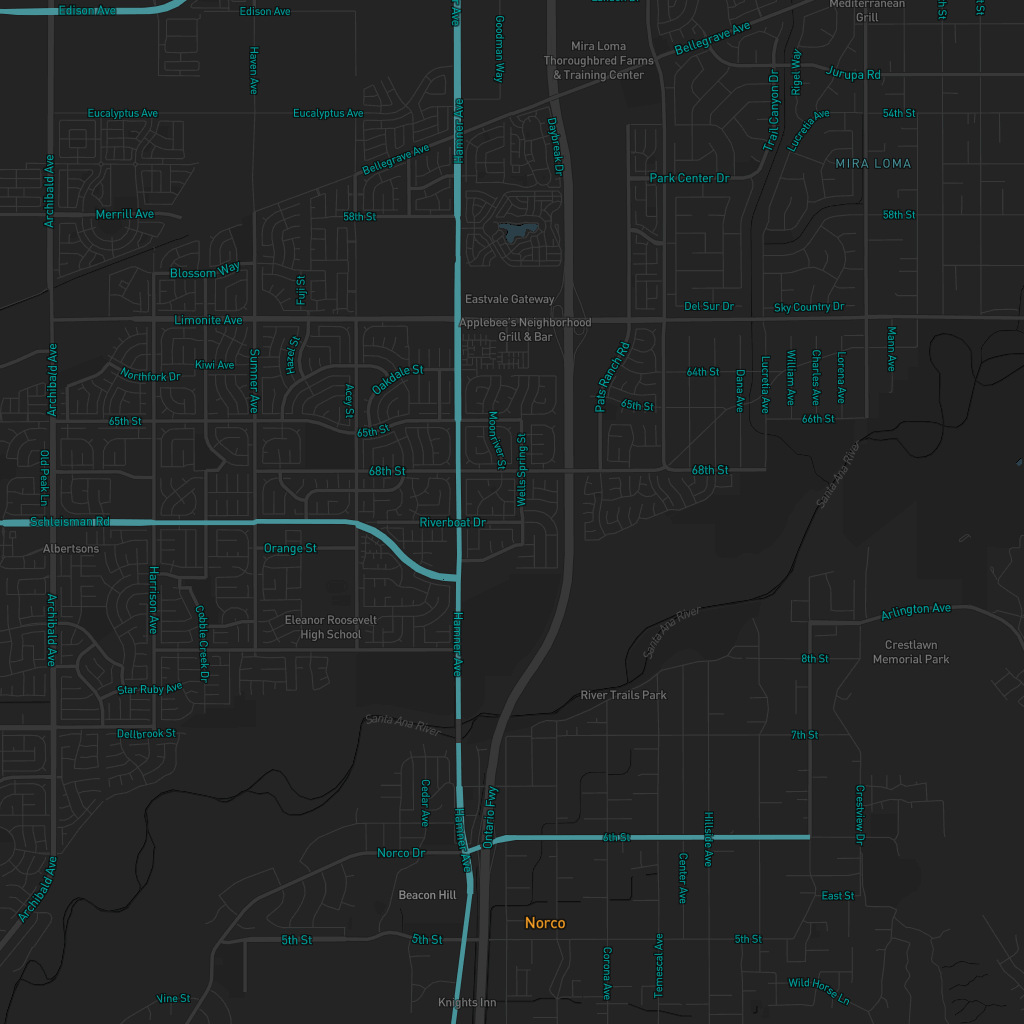 Edison Ave
Edison Ave
Haven Ave
Goodman Way
Mira Loma
Thoroughbred Farms
& Training Center
Bellegrave Ave
Mediterranean
Grill
Rigel Way
Jurupa Rd
Trail Canyon Dr
Lucretia Ave
54th St
Eucalyptus Ave
Eucalyptus Ave
Hamner Ave
Bellegrave Ave
Daybreak Dr
MIRA LOMA
Park Center Dr
Archibald Ave
Merrill Ave
58th St
58th St
Blossom Way
Fuji St
Eastvale Gateway
Del Sur Dr
Sky Country Dr
Limonite Ave
Applebee's Neighborhood
Grill & Bar
Mann Ave
Archibald Ave
Northfork Dr
Kiwi Ave
Sumner Ave
Hazel St
Acey St
Oakdale St
Pats Ranch Rd
64th St
Dana Ave
Lucretia Ave
William Ave
Charles Ave
Lorena Ave
65th St
65th St
65th St
66th St
Moonriver St
Wells Spring St
Old Peak Ln
68th St
68th St
Santa Ana River
Schleisman Rd
Riverboat Dr
Albertsons
Orange St
Harrison Ave
Archibald Ave
Cobble Creek Dr
Eleanor Roosevelt
High School
Hamner Ave
Santa Ana River
Arlington Ave
Crestlawn
Memorial Park
8th St
Star Ruby Ave
River Trails Park
Santa Ana River
Dellbrook St
7th St
Cedar Ave
Hamner Ave
Ontario Fwy
6th St
Hillside Ave
Crestview Dr
Norco Dr
Center Ave
Archibald Ave
Beacon Hill
East St
Norco
5th St
5th St
5th St
Corona Ave
Temescal Ave
Wild Horse Ln
Vine St
Knights Inn